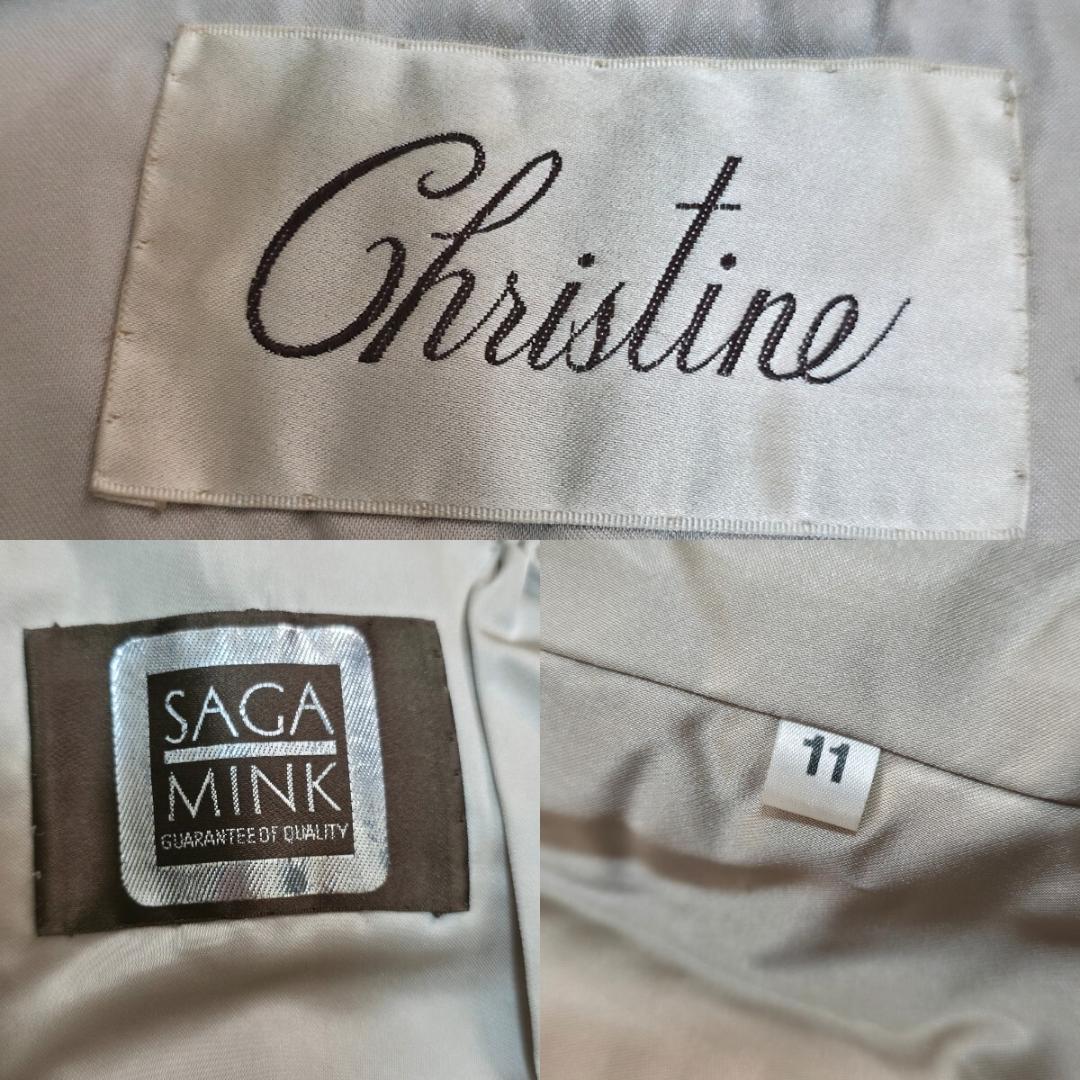 Christine
SAGA
MINK
GUARANTEE OF QUALITY
11